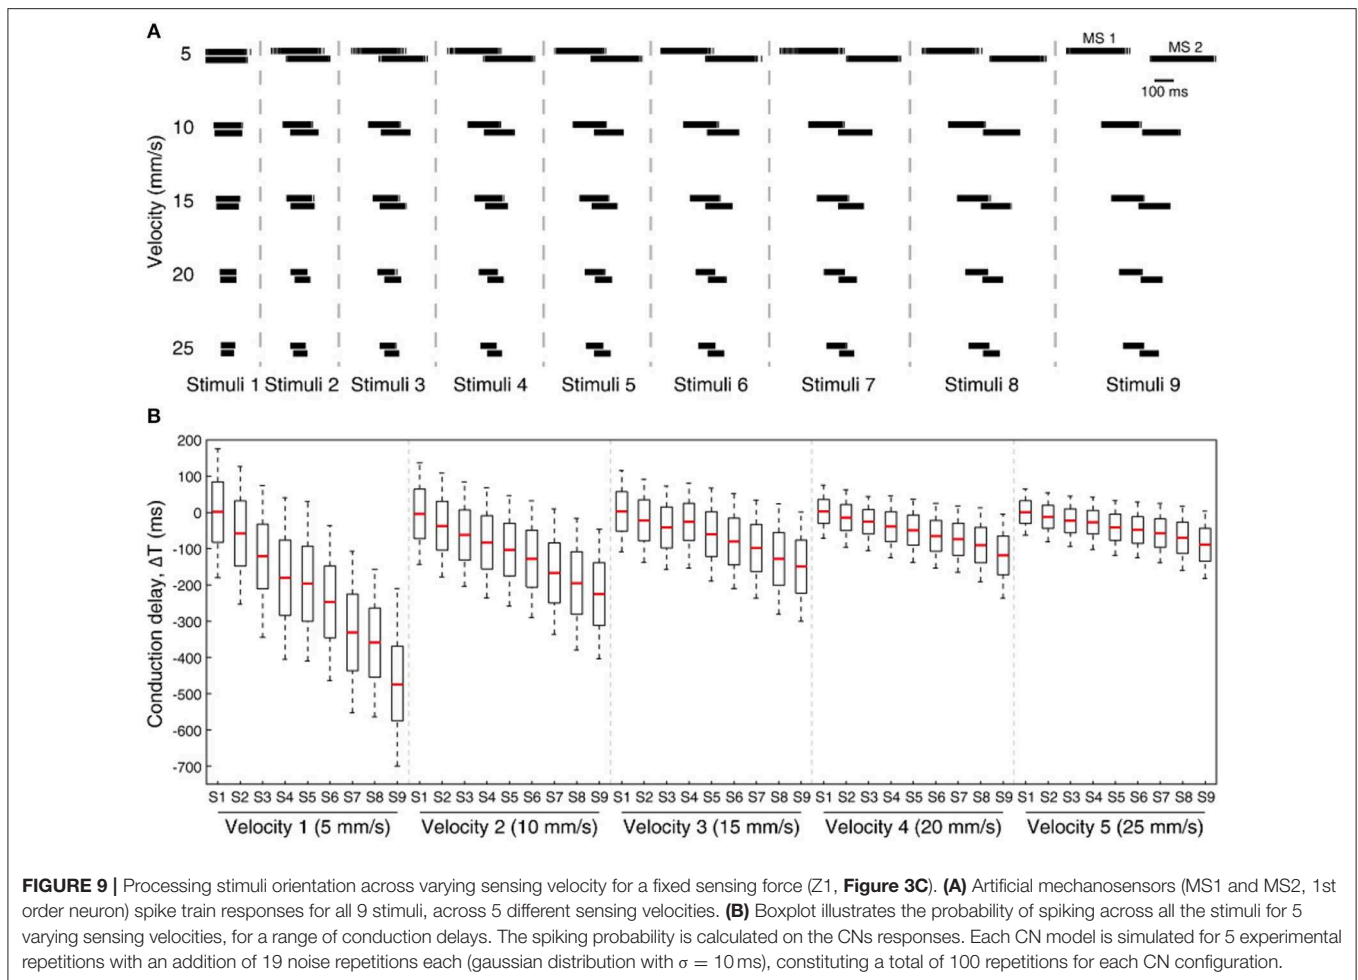 A
5
MS 1
MS 2
100 ms
10
15
20
25
Velocity (mm/s)
Stimuli 1 Stimuli 2 Stimuli 3 Stimuli 4 Stimuli 5 Stimuli 6 Stimuli 7 Stimuli 8 Stimuli 9
B
200
100
0
-100
-200
-300
-400
-500
-600
-700
Conduction delay, ΔT (ms)
S1 S2 S3 S4 S5 S6 S7 S8 S9 S1 S2 S3 S4 S5 S6 S7 S8 S9 S1 S2 S3 S4 S5 S6 S7 S8 S9 S1 S2 S3 S4 S5 S6 S7 S8 S9 S1 S2 S3 S4 S5 S6 S7 S8 S9
Velocity 1 (5 mm/s) Velocity 2 (10 mm/s) Velocity 3 (15 mm/s) Velocity 4 (20 mm/s) Velocity 5 (25 mm/s)
FIGURE 9 | Processing stimuli orientation across varying sensing velocity for a fixed sensing force (Z1, Figure 3C). (A) Artificial mechanosensors (MS1 and MS2, 1st
order neuron) spike train responses for all 9 stimuli, across 5 different sensing velocities. (B) Boxplot illustrates the probability of spiking across all the stimuli for 5
varying sensing velocities, for a range of conduction delays. The spiking probability is calculated on the CNs responses. Each CN model is simulated for 5 experimental
repetitions with an addition of 19 noise repetitions each (gaussian distribution with σ = 10 ms), constituting a total of 100 repetitions for each CN configuration.